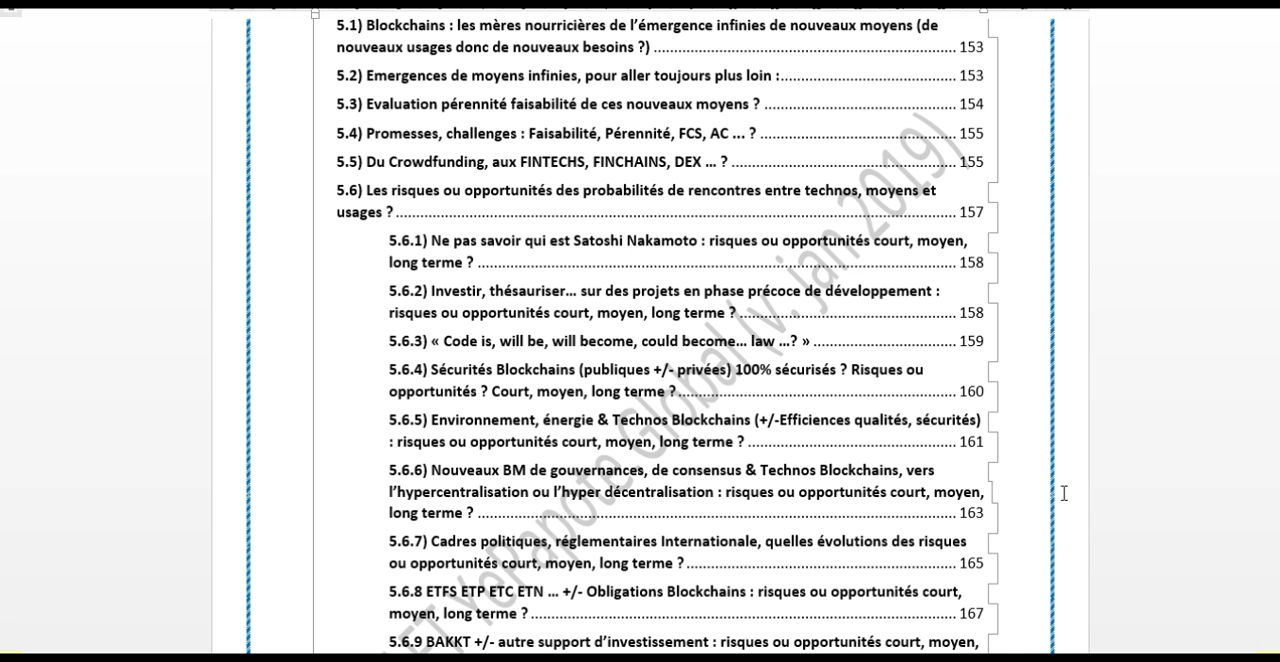 5.1) Blockchains : les mères nourricières de l’émergence infinies de nouveaux moyens (de
nouveaux usages donc de nouveaux besoins ?) ........ 153
5.2) Emergences de moyens infinies, pour aller toujours plus loin :........ 153
5.3) Evaluation pérennité faisabilité de ces nouveaux moyens ? ........ 154
5.4) Promesses, challenges : Faisabilité, Pérennité, FCS, AC ... ? ........ 155
5.5) Du Crowdfunding, aux FINTECHS, FINCHAINS, DEX ... ? ........ 155
5.6) Les risques ou opportunités des probabilités de rencontres entre technos, moyens et
usages ? ........ 157
5.6.1) Ne pas savoir qui est Satoshi Nakamoto : risques ou opportunités court, moyen,
long terme ? ........ 158
5.6.2) Investir, thésauriser... sur des projets en phase précoce de développement :
risques ou opportunités court, moyen, long terme ? ........ 158
5.6.3) « Code is, will be, will become, could become... law ...? » ........ 159
5.6.4) Sécurités Blockchains (publiques +/- privées) 100% sécurisés ? Risques ou
opportunités ? Court, moyen, long terme ? ........ 160
5.6.5) Environnement, énergie & Technos Blockchains (+/-Efficiences qualités, sécurités)
: risques ou opportunités court, moyen, long terme ? ........ 161
5.6.6) Nouveaux BM de gouvernances, de consensus & Technos Blockchains, vers
l’hypercentralisation ou l’hyper décentralisation : risques ou opportunités court, moyen,
long terme ? ........ 163
5.6.7) Cadres politiques, réglementaires Internationale, quelles évolutions des risques
ou opportunités court, moyen, long terme ? ........ 165
5.6.8 ETFS ETP ETC ETN ... +/- Obligations Blockchains : risques ou opportunités court,
moyen, long terme ? ........ 167
5.6.9 BAKKT +/- autre support d’investissement : risques ou opportunités court, moyen,
YePapote Global (v. jan 2019)